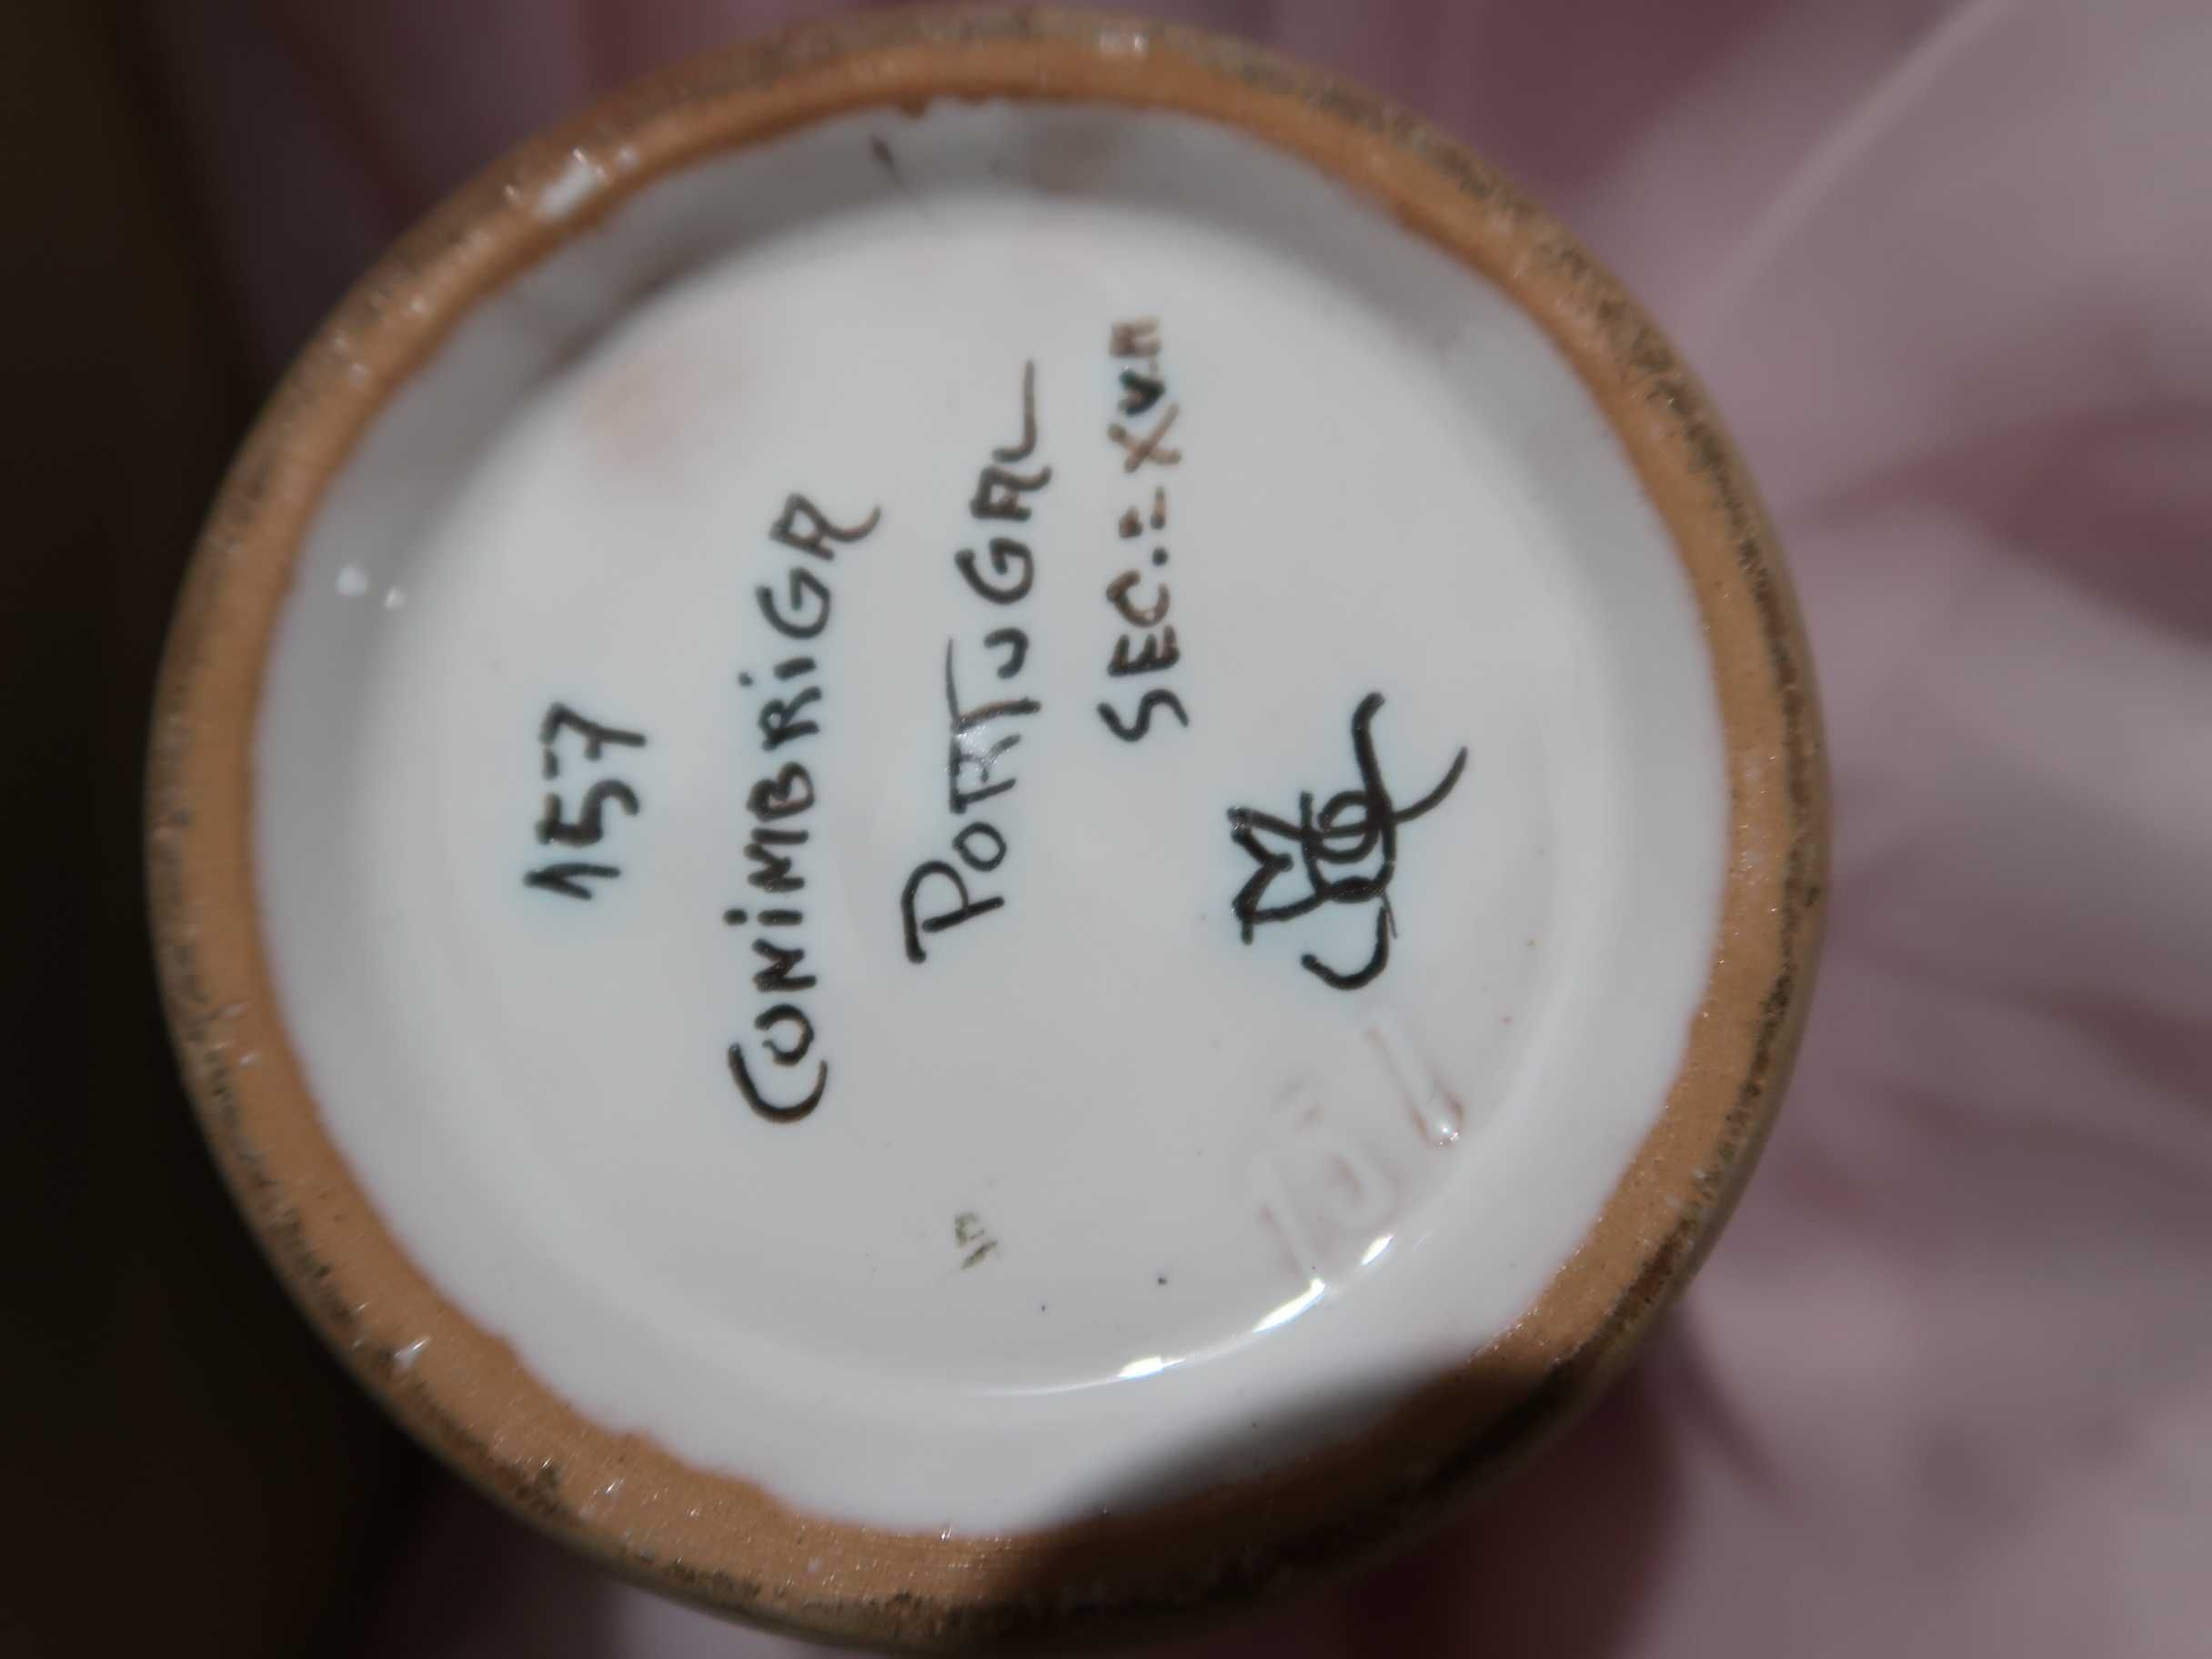 157
CONiMBRiGA
PORTUGAL
SEC.: XVII